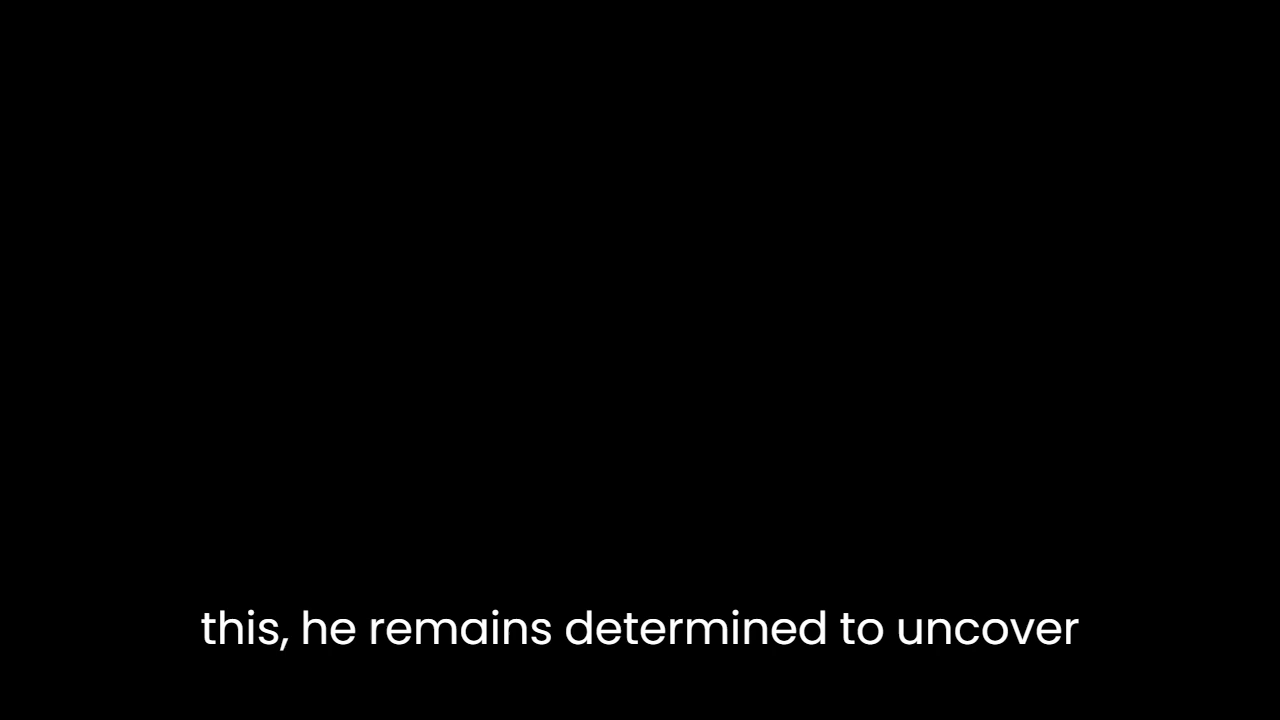 this, he remains determined to uncover